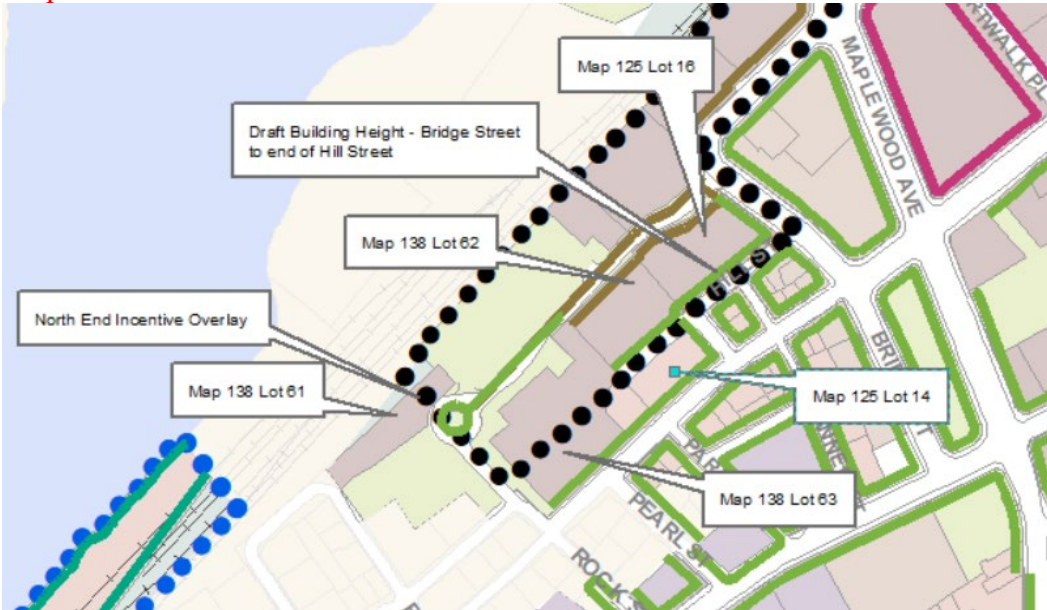 Map 125 Lot 16
MAPLEWOOD AVE
Draft Building Height - Bridge Street
to end of Hill Street
Map 138 Lot 62
North End Incentive Overlay
Map 138 Lot 61
Map 125 Lot 14
Map 138 Lot 63
PEARL ST